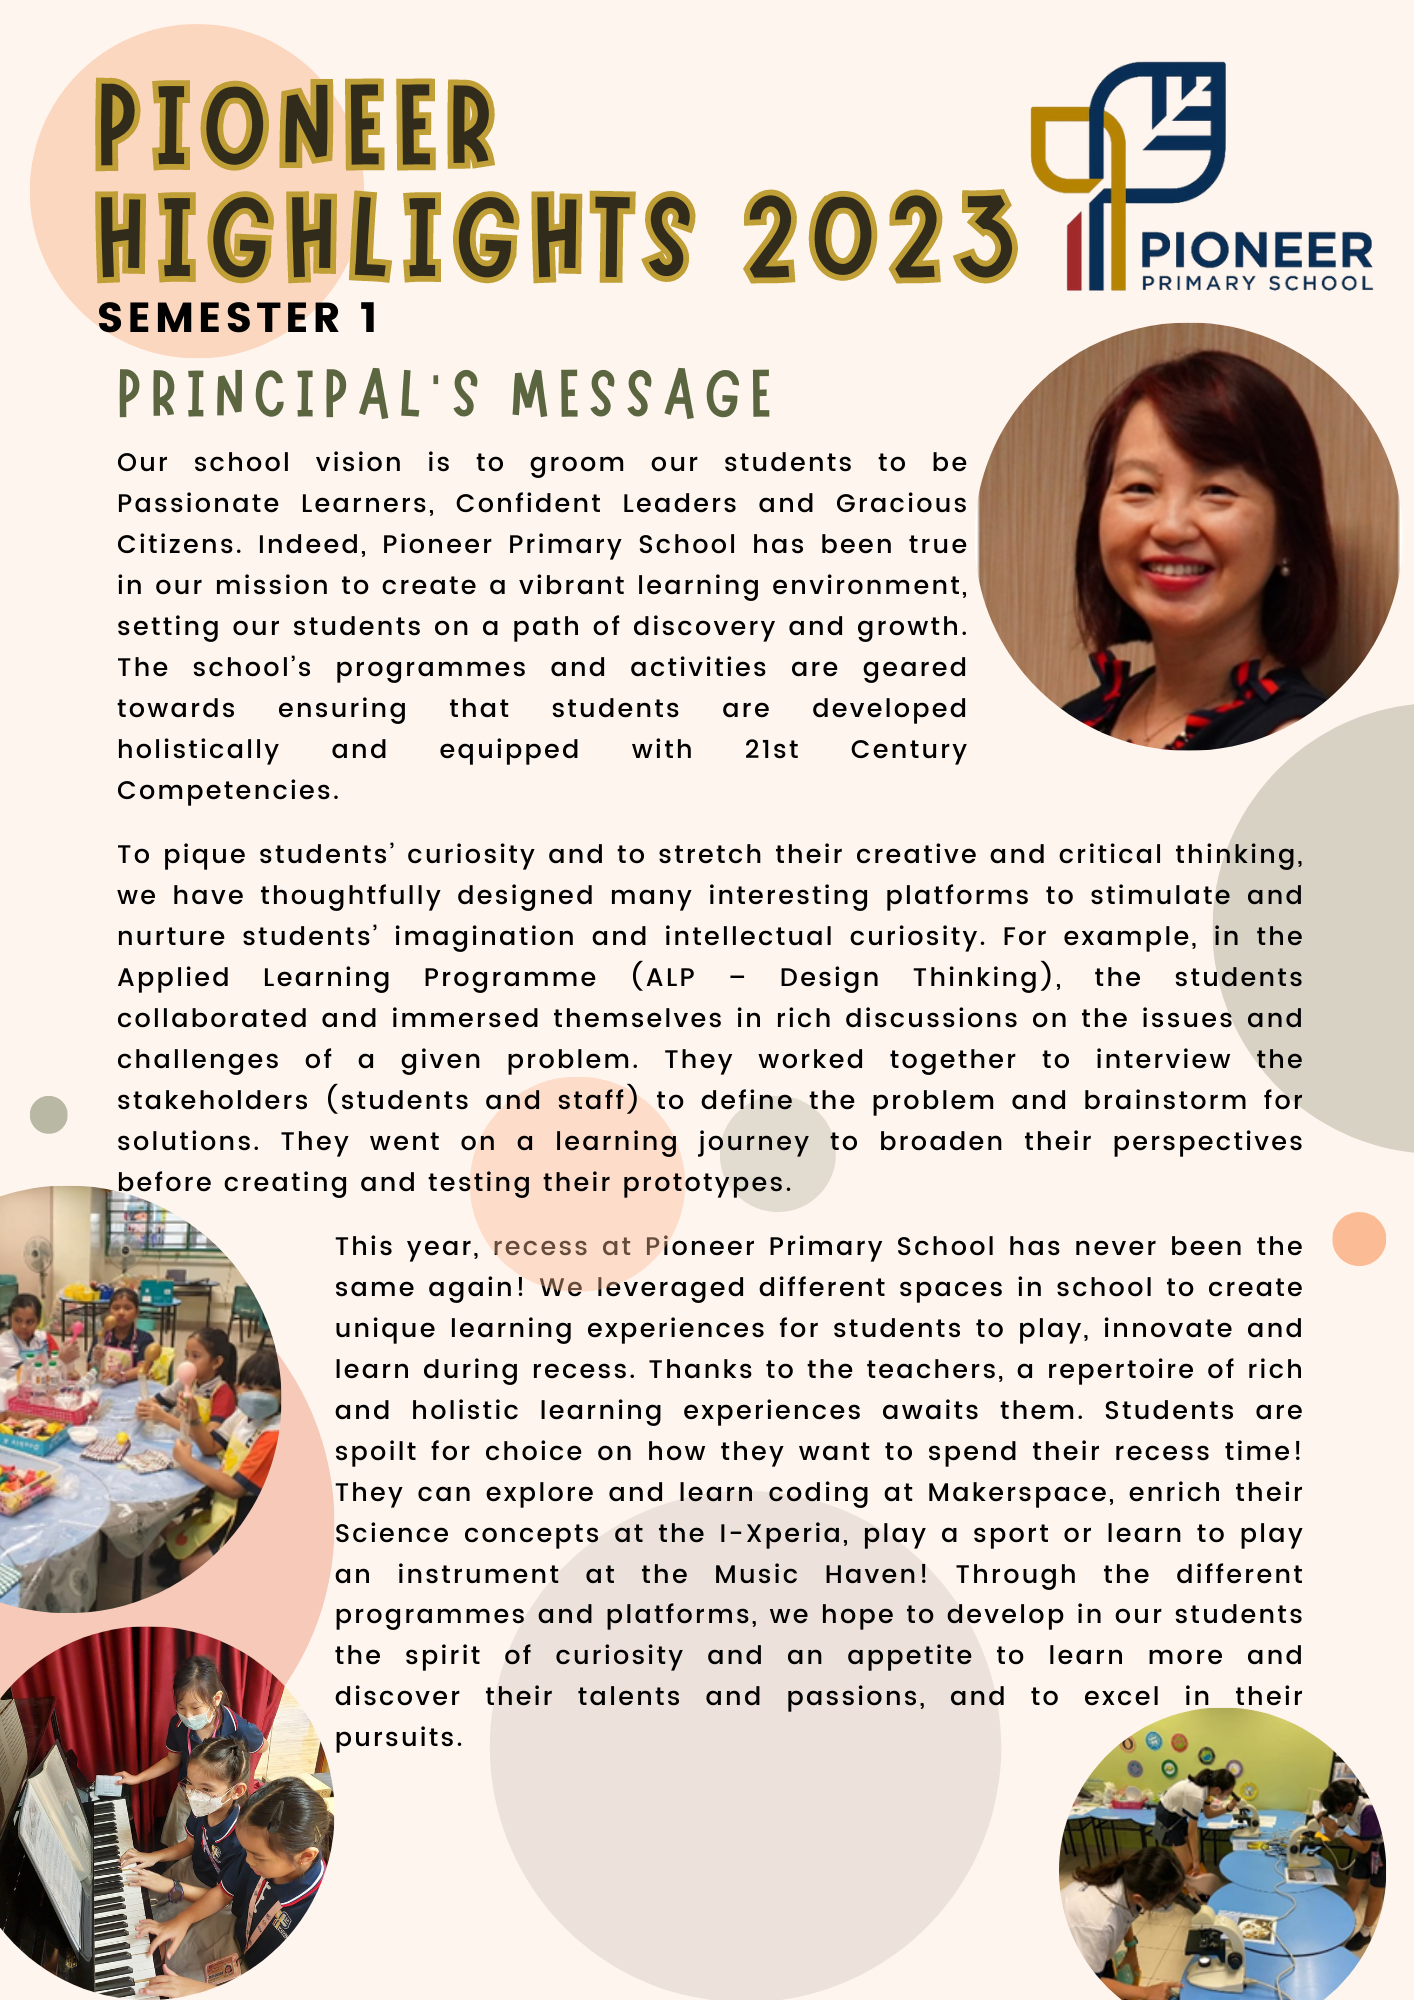 PIONEER
HIGHLIGHTS 2023
SEMESTER 1
PIONEER
PRIMARY SCHOOL
PRINCIPAL'S MESSAGE
Our school vision is to groom our students to be
Passionate Learners, Confident Leaders and Gracious
Citizens. Indeed, Pioneer Primary School has been true
in our mission to create a vibrant learning environment,
setting our students on a path of discovery and growth.
The school’s programmes and activities are geared
towards ensuring that students are developed
holistically and equipped with 21st Century
Competencies.
To pique students’ curiosity and to stretch their creative and critical thinking,
we have thoughtfully designed many interesting platforms to stimulate and
nurture students’ imagination and intellectual curiosity. For example, in the
Applied Learning Programme (ALP – Design Thinking), the students
collaborated and immersed themselves in rich discussions on the issues and
challenges of a given problem. They worked together to interview the
stakeholders (students and staff) to define the problem and brainstorm for
solutions. They went on a learning journey to broaden their perspectives
before creating and testing their prototypes.
This year, recess at Pioneer Primary School has never been the
same again! We leveraged different spaces in school to create
unique learning experiences for students to play, innovate and
learn during recess. Thanks to the teachers, a repertoire of rich
and holistic learning experiences awaits them. Students are
spoilt for choice on how they want to spend their recess time!
They can explore and learn coding at Makerspace, enrich their
Science concepts at the I-Xperia, play a sport or learn to play
an instrument at the Music Haven! Through the different
programmes and platforms, we hope to develop in our students
the spirit of curiosity and an appetite to learn more and
discover their talents and passions, and to excel in their
pursuits.